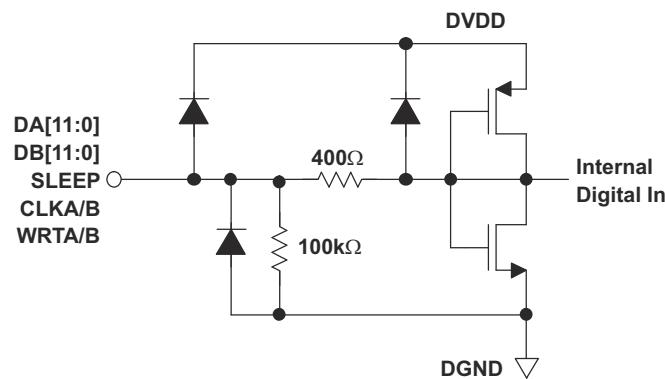 DVDD
DA[11:0]
DB[11:0]
SLEEP
CLKA/B
WRTA/B
400Ω
100kΩ
Internal
Digital In
DGND